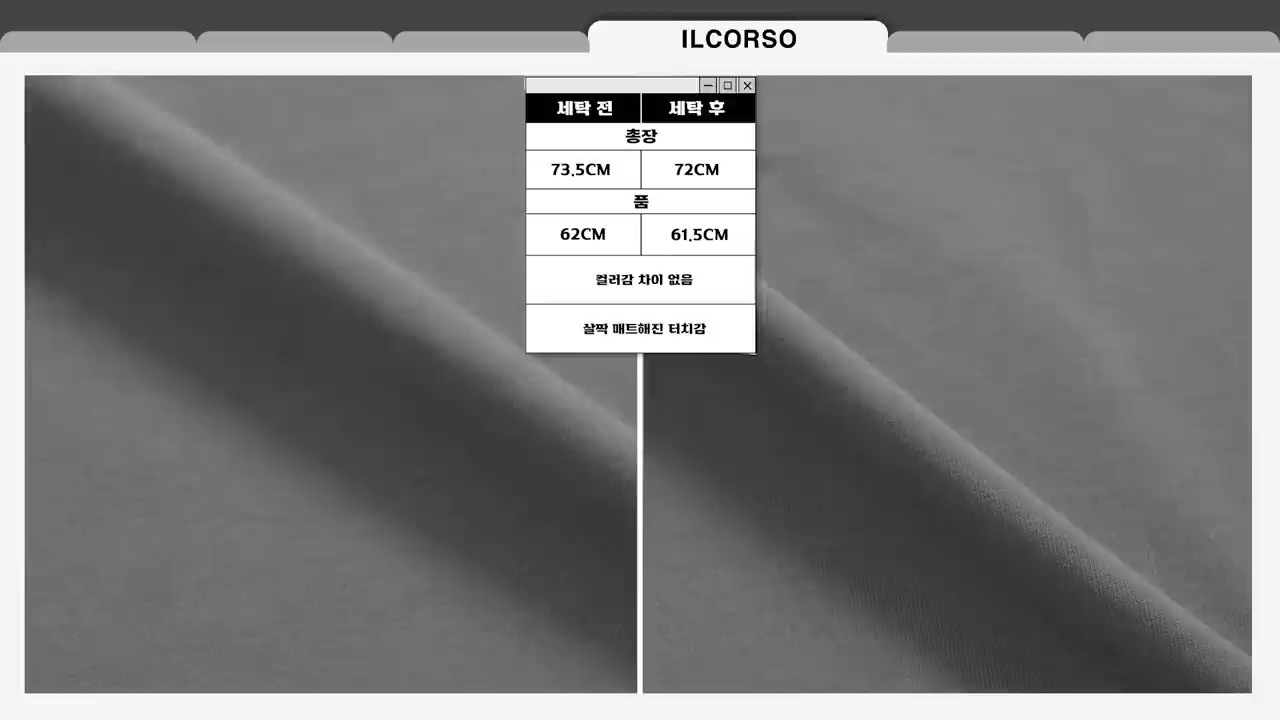 ILCORSO
세탁 전 세탁 후
총장
73.5CM 72CM
품
62CM 61.5CM
컬러감 차이 없음
살짝 매트해진 터치감